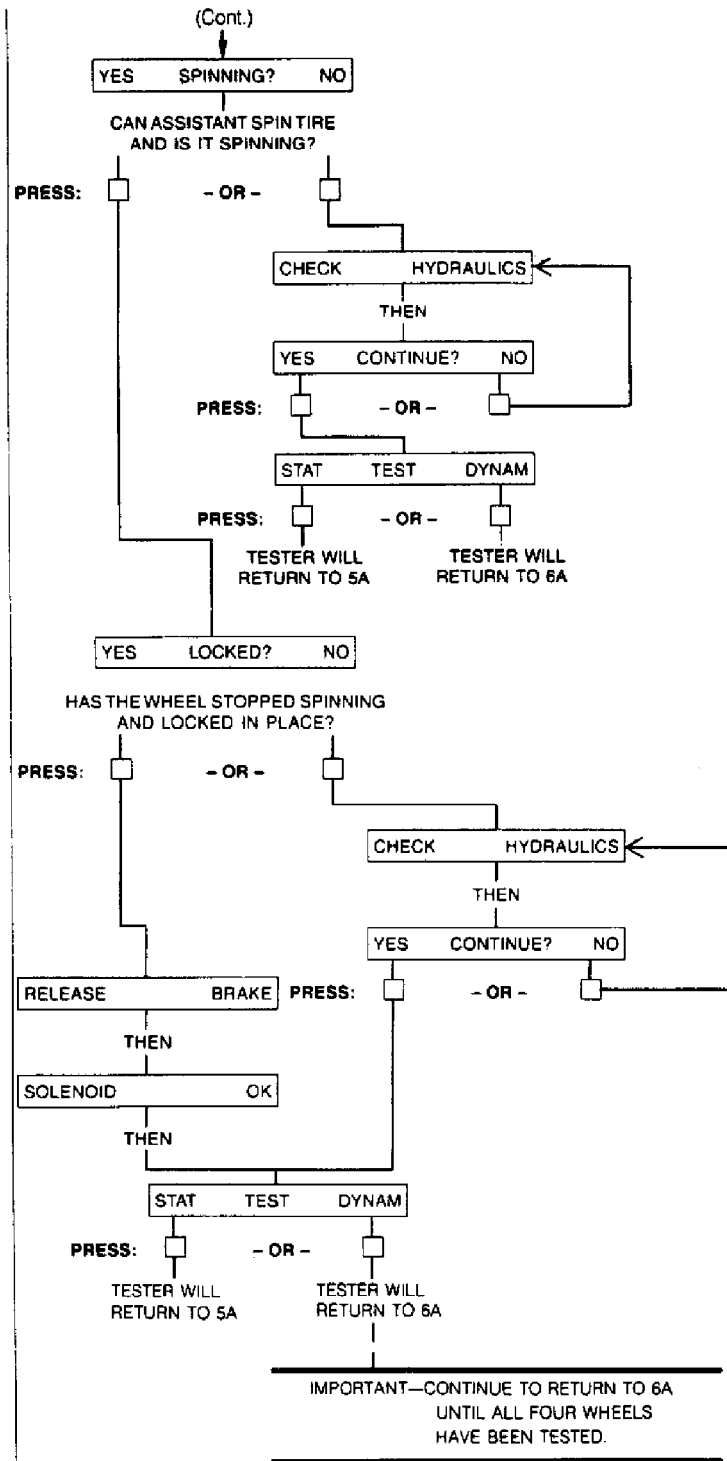 (Cont.)
YES SPINNING? NO
CAN ASSISTANT SPIN TIRE
AND IS IT SPINNING?
PRESS: – OR –
CHECK HYDRAULICS
THEN
YES CONTINUE? NO
PRESS: – OR –
STAT TEST DYNAM
PRESS: – OR –
TESTER WILL
RETURN TO 5A
TESTER WILL
RETURN TO 6A
YES LOCKED? NO
HAS THE WHEEL STOPPED SPINNING
AND LOCKED IN PLACE?
PRESS: – OR –
CHECK HYDRAULICS
THEN
YES CONTINUE? NO
PRESS: – OR –
RELEASE BRAKE
THEN
SOLENOID OK
THEN
STAT TEST DYNAM
PRESS: – OR –
TESTER WILL
RETURN TO 5A
TESTER WILL
RETURN TO 6A
IMPORTANT—CONTINUE TO RETURN TO 6A
UNTIL ALL FOUR WHEELS
HAVE BEEN TESTED.